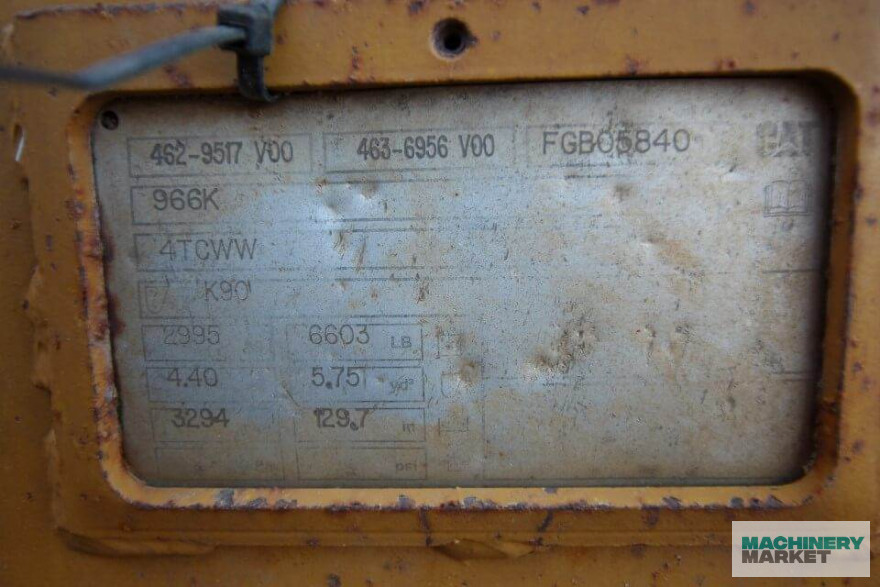 462-9517 V00 463-6956 V00 FGB05840 CAT
966K
4TCWW
K90
2995 6603 LB
4.40 5.75 yd³
3294 129.7 in
psi
MACHINERY
MARKET